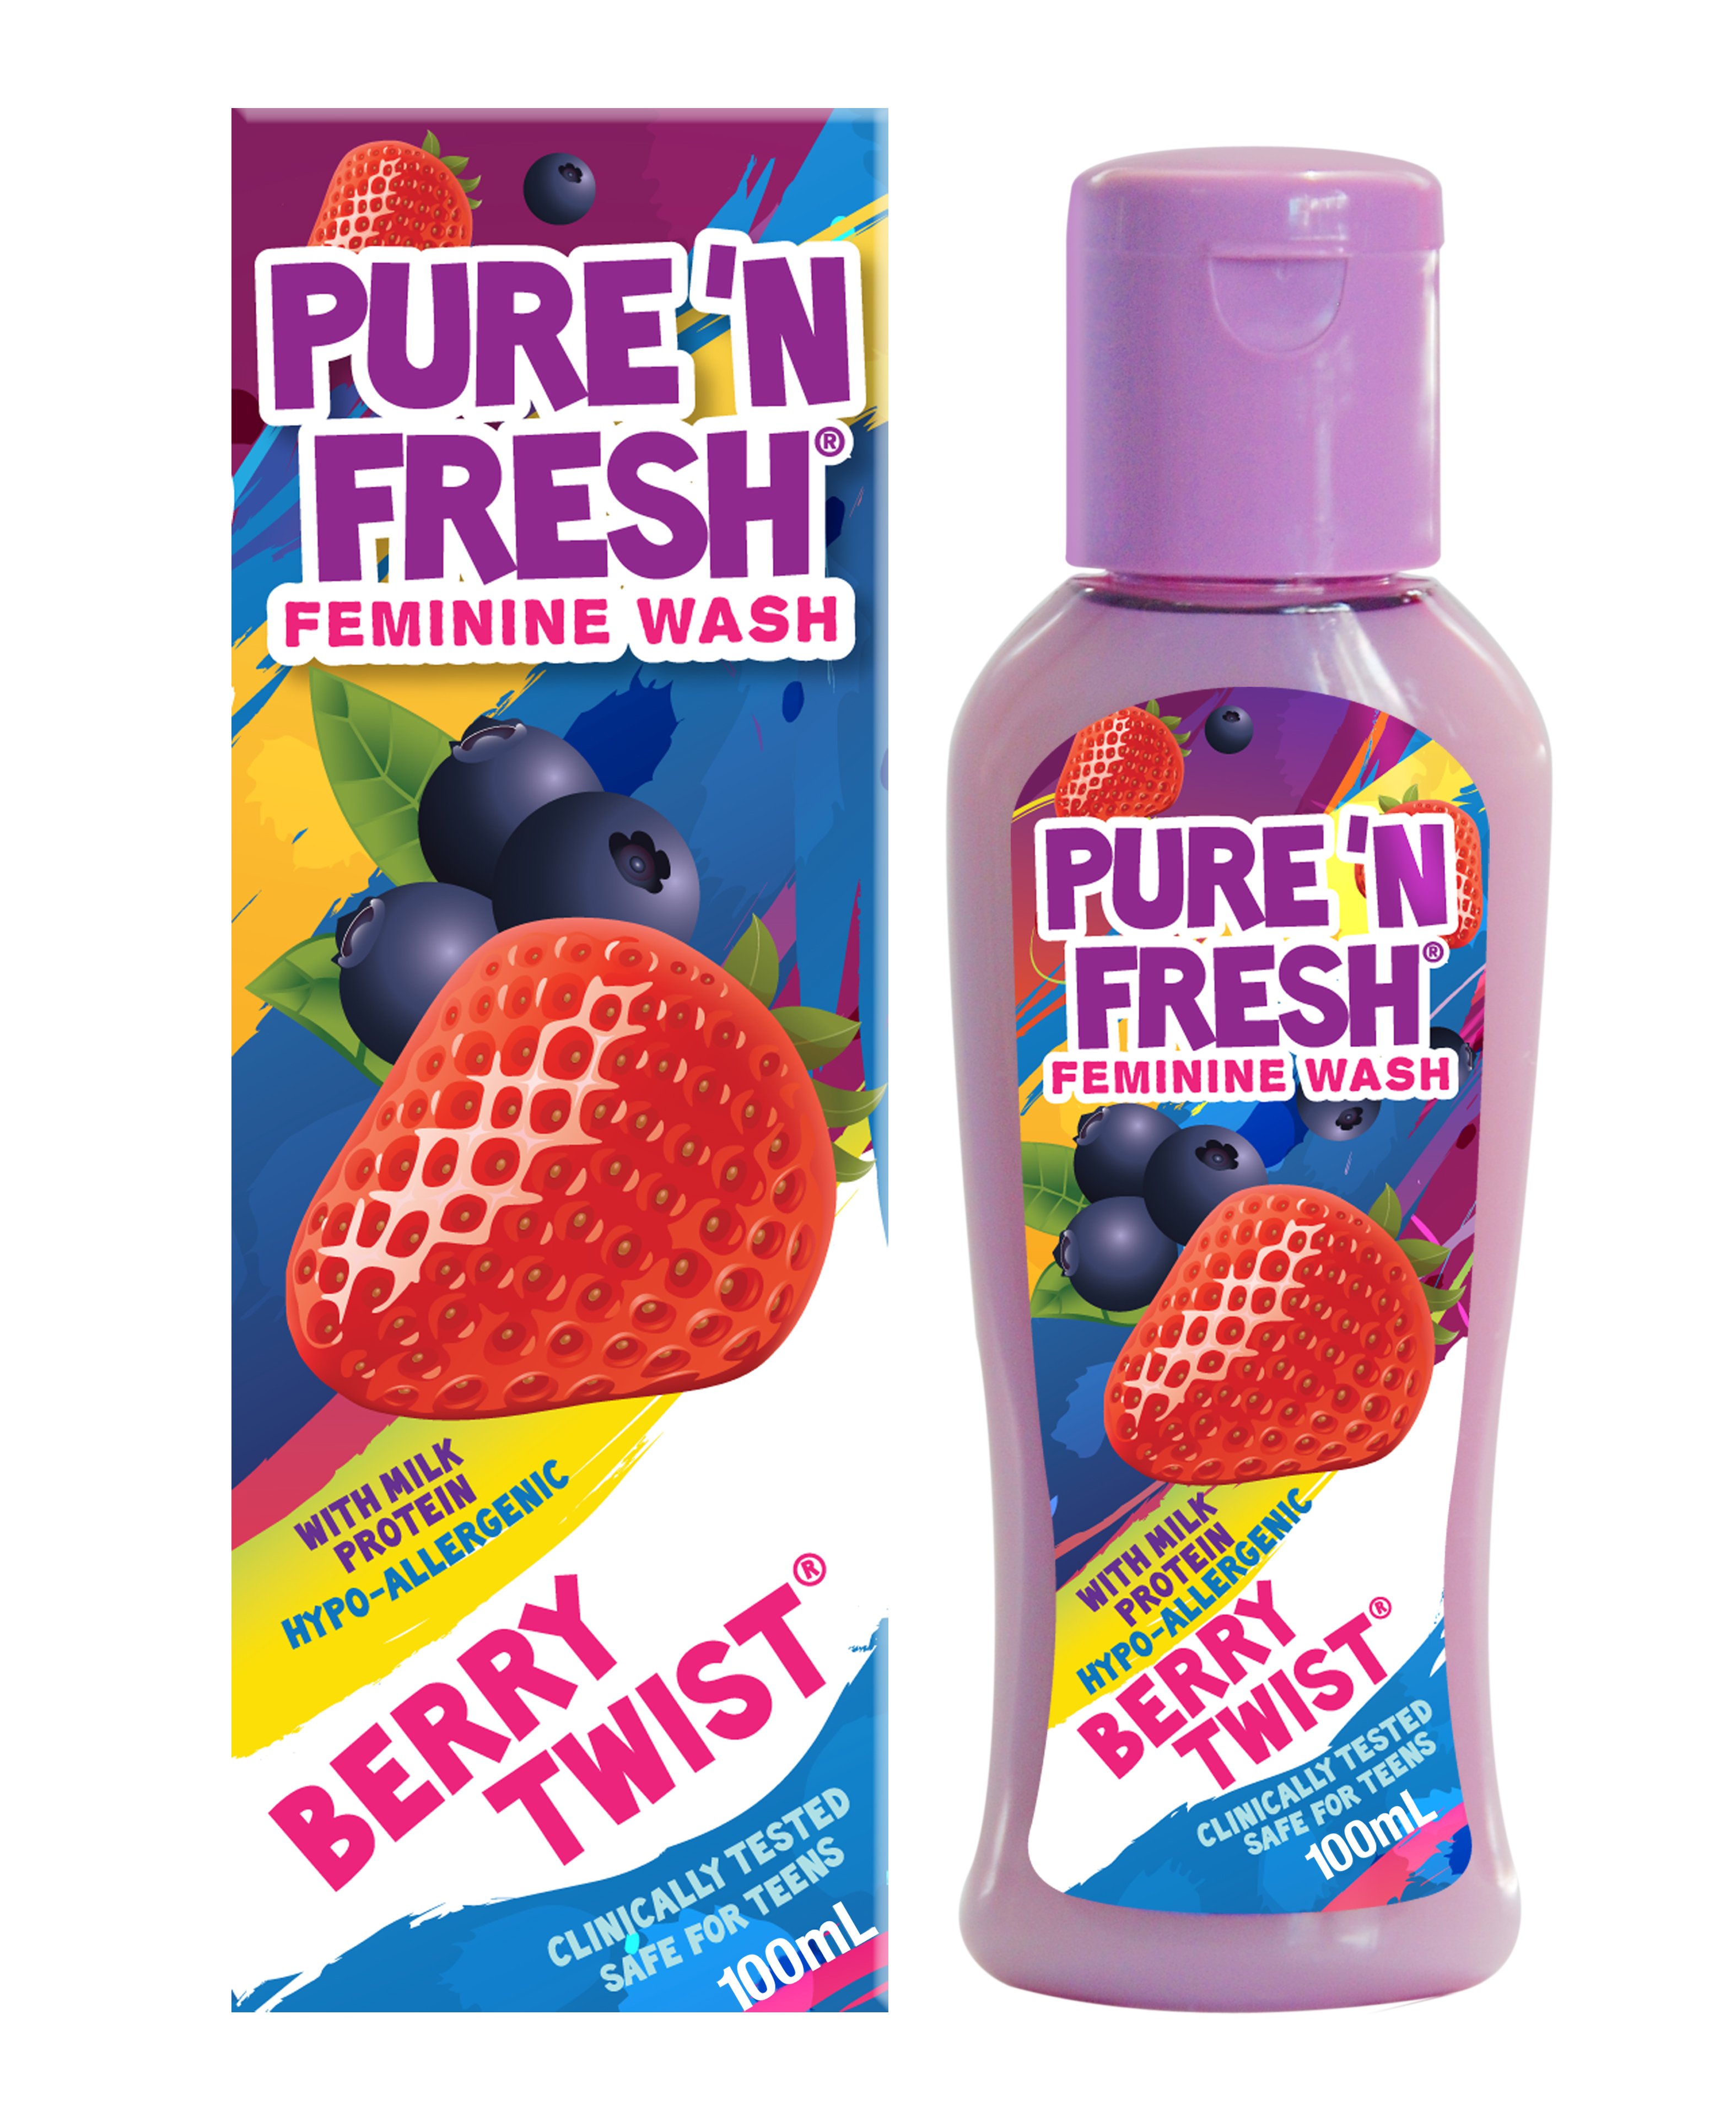 PURE 'N
FRESH®
FEMININE WASH
WITH MILK
PROTEIN
HYPO-ALLERGENIC
BERRY
TWIST®
CLINICALLY TESTED
SAFE FOR TEENS
100mL
PURE 'N
FRESH®
FEMININE WASH
WITH MILK
PROTEIN
HYPO-ALLERGENIC
BERRY
TWIST®
CLINICALLY TESTED
SAFE FOR TEENS
100mL